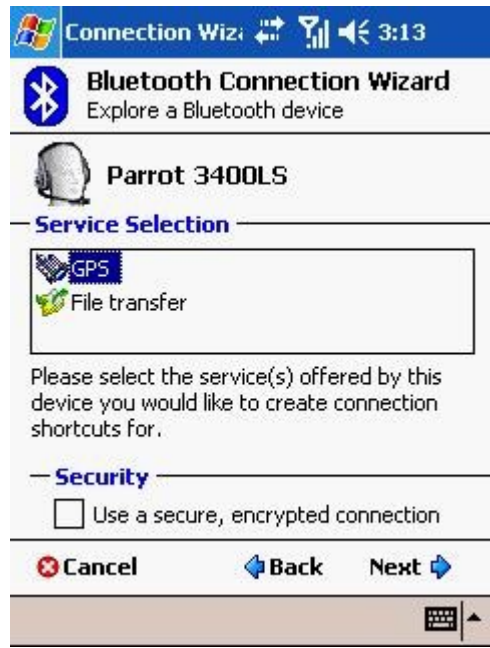 Connection Wiz 3:13
Bluetooth Connection Wizard
Explore a Bluetooth device
Parrot 3400LS
Service Selection
GPS
File transfer
Please select the service(s) offered by this
device you would like to create connection
shortcuts for.
Security
Use a secure, encrypted connection
Cancel Back Next